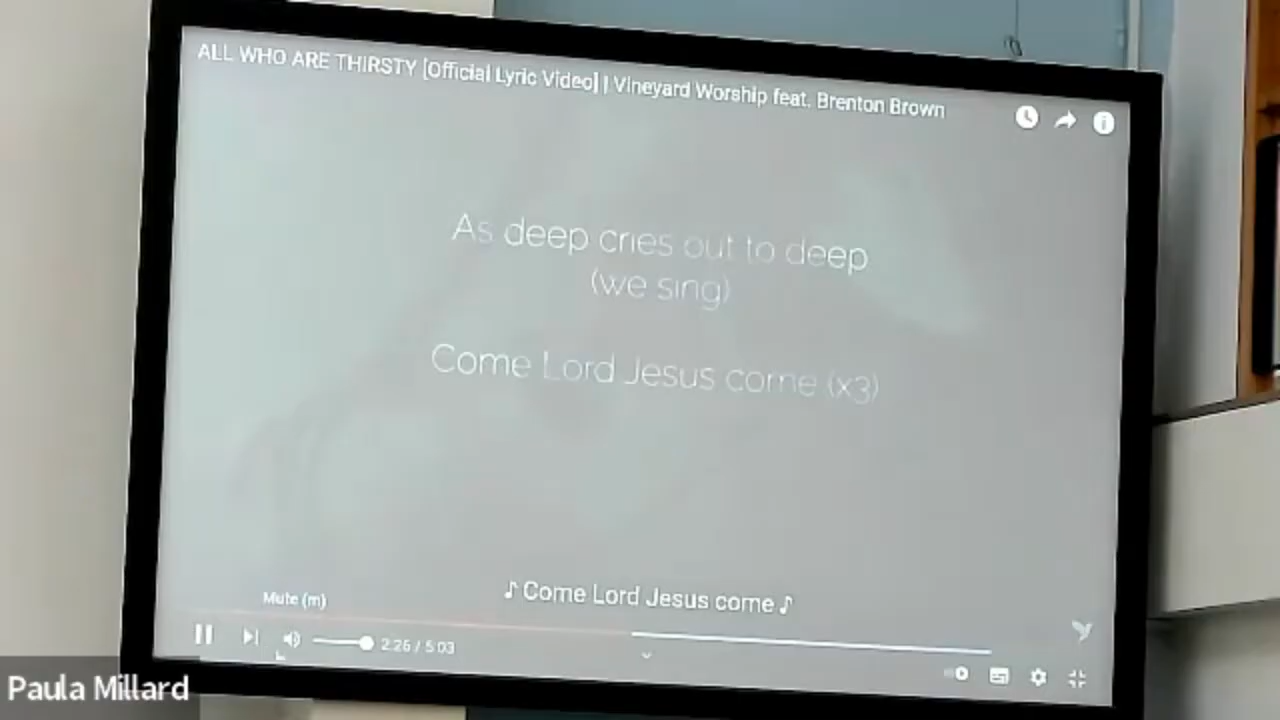 ALL WHO ARE THIRSTY [Official Lyric Video] | Vineyard Worship feat. Brenton Brown
As deep cries out to deep
(we sing)
Come Lord Jesus come (x3)
♪ Come Lord Jesus come ♪
Mute (m)
2:26 / 5:03
Paula Millard